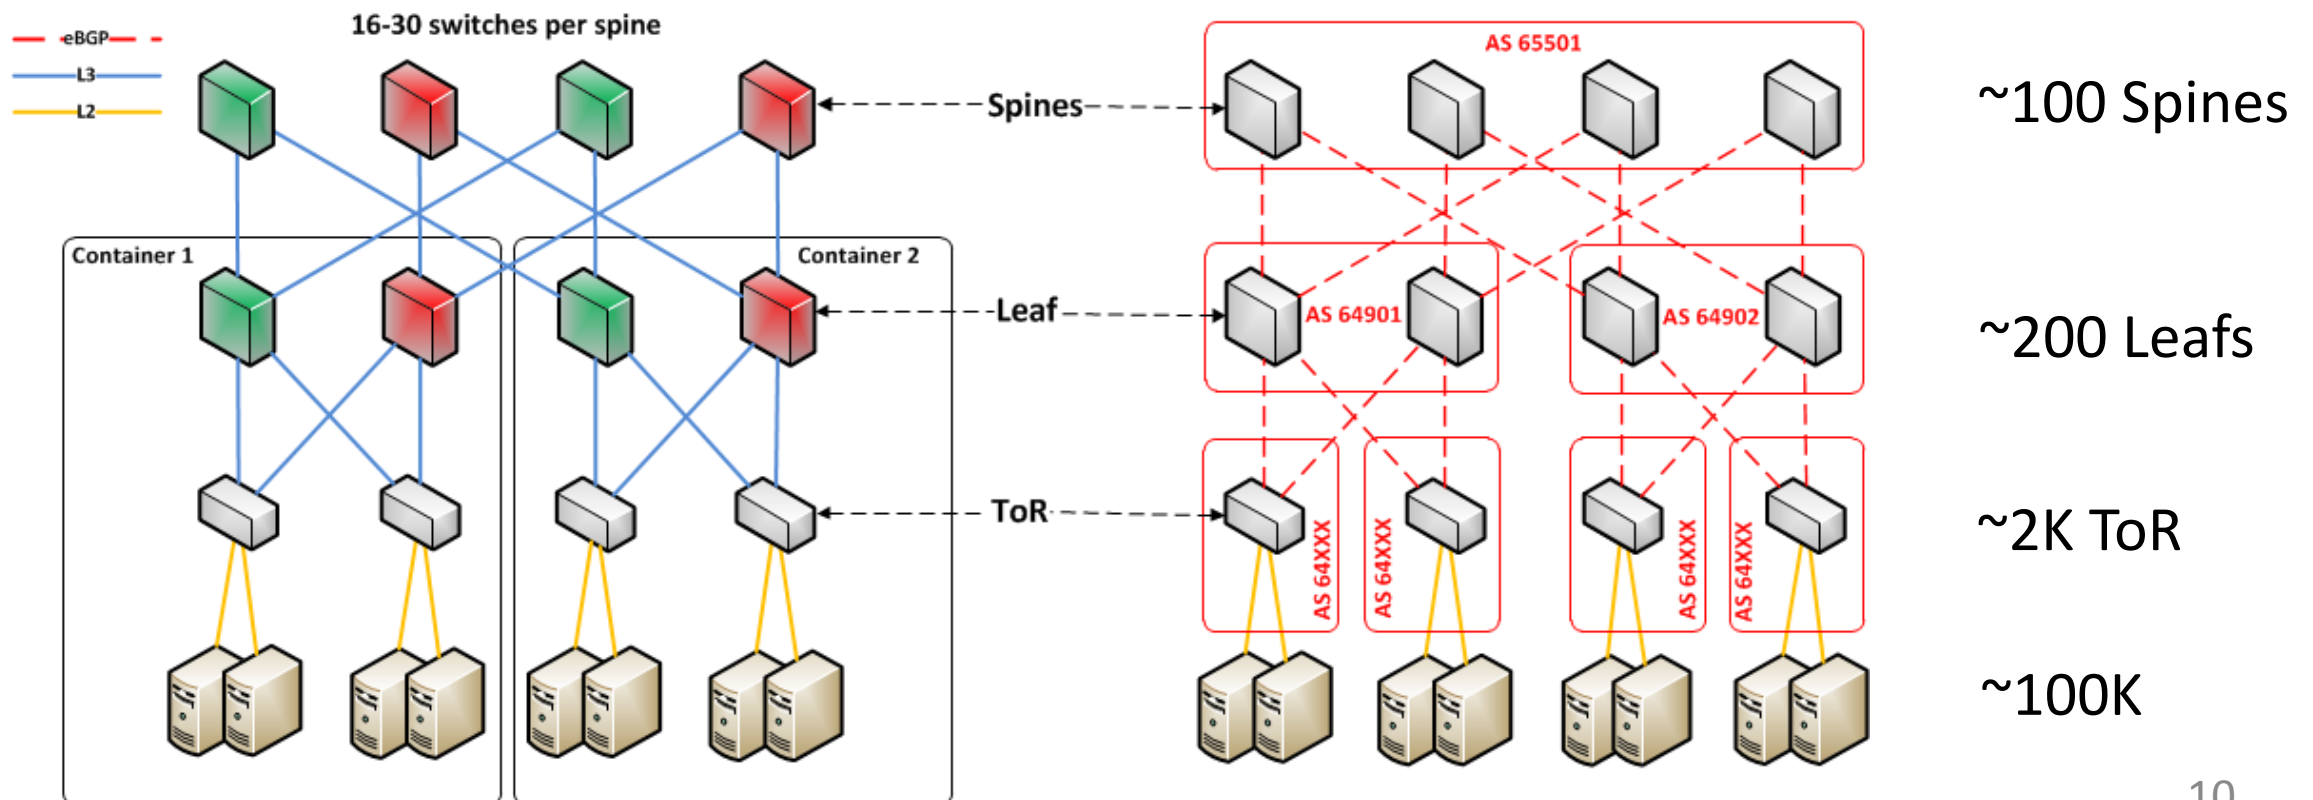 eBGP
L3
L2
16-30 switches per spine
Spines
AS 65501
~100 Spines
Container 1
Container 2
Leaf
AS 64901
AS 64902
~200 Leafs
ToR
AS 64XXX
AS 64XXX
AS 64XXX
AS 64XXX
~2K ToR
~100K
10